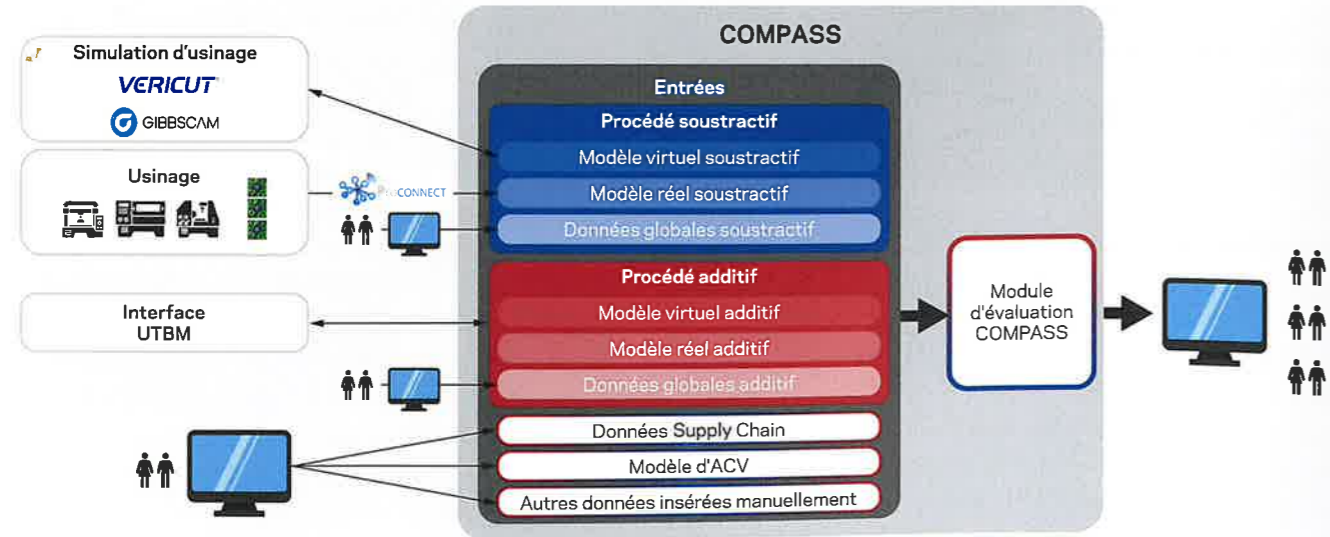 COMPASS
Simulation d'usinage
VERICUT
GIBBSCAM
Usinage
CONNECT
Interface
UTBM
Entrées
Procédé soustractif
Modèle virtuel soustractif
Modèle réel soustractif
Données globales soustractif
Procédé additif
Modèle virtuel additif
Modèle réel additif
Données globales additif
Données Supply Chain
Modèle d'ACV
Autres données insérées manuellement
Module
d'évaluation
COMPASS